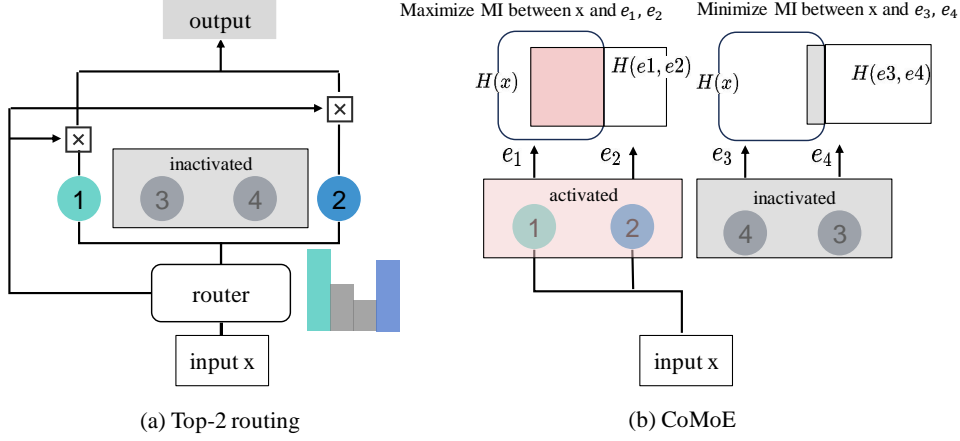 output
×
×
inactivated
1
3
4
2
router
input x
(a) Top-2 routing
Maximize MI between x and e₁, e₂
H(x)
H(e1, e2)
e₁
e₂
activated
1
2
input x
Minimize MI between x and e₃, e₄
H(x)
H(e3, e4)
e₃
e₄
inactivated
4
3
(b) CoMoE